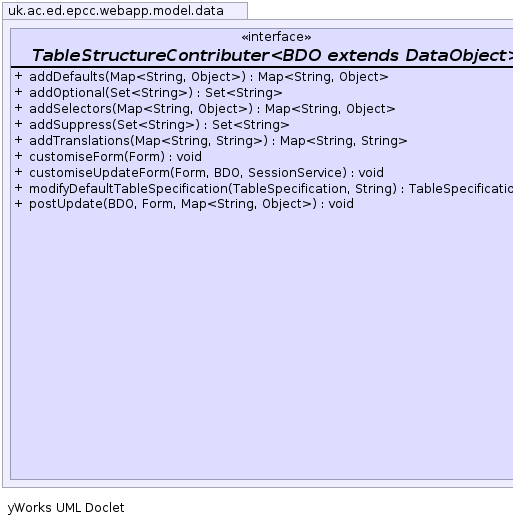 uk.ac.ed.epcc.webapp.model.data
«interface»
TableStructureContributer<BDO extends DataObject>
+ addDefaults(Map<String, Object>) : Map<String, Object>
+ addOptional(Set<String>) : Set<String>
+ addSelectors(Map<String, Object>) : Map<String, Object>
+ addSuppress(Set<String>) : Set<String>
+ addTranslations(Map<String, String>) : Map<String, String>
+ customiseForm(Form) : void
+ customiseUpdateForm(Form, BDO, SessionService) : void
+ modifyDefaultTableSpecification(TableSpecification, String) : TableSpecificatio
+ postUpdate(BDO, Form, Map<String, Object>) : void
yWorks UML Doclet